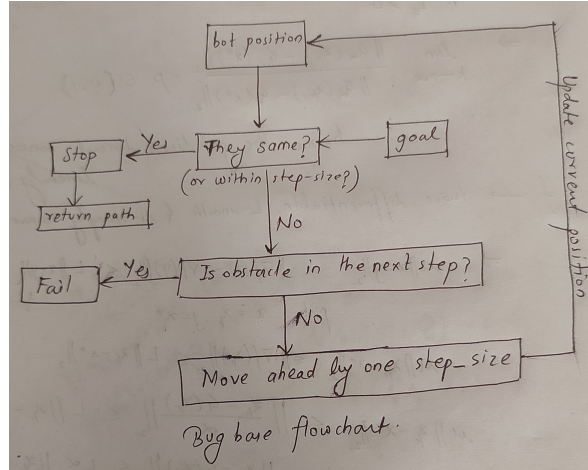 bot position
They same?
(or within step-size?)
goal
Yes
Stop
return path
No
Is obstacle in the next step?
Yes
Fail
No
Move ahead by one step_size
Update current position
Bug base flowchart.